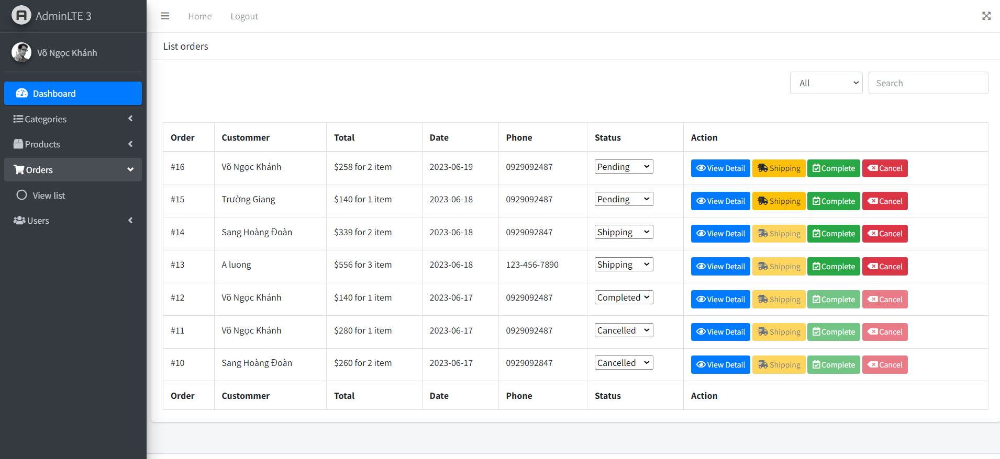 AdminLTE 3
Home Logout
Võ Ngọc Khánh
List orders
All Search
Dashboard
Categories
Products
Orders
View list
Users
Order Custommer Total Date Phone Status Action
#16 Võ Ngọc Khánh $258 for 2 item 2023-06-19 0929092487 Pending View Detail Shipping Complete Cancel
#15 Trường Giang $140 for 1 item 2023-06-18 0929092487 Pending View Detail Shipping Complete Cancel
#14 Sang Hoàng Đoàn $339 for 2 item 2023-06-18 0929092847 Shipping View Detail Shipping Complete Cancel
#13 A luong $556 for 3 item 2023-06-18 123-456-7890 Shipping View Detail Shipping Complete Cancel
#12 Võ Ngọc Khánh $140 for 1 item 2023-06-17 0929092487 Completed View Detail Shipping Complete Cancel
#11 Võ Ngọc Khánh $280 for 1 item 2023-06-17 0929092487 Cancelled View Detail Shipping Complete Cancel
#10 Sang Hoàng Đoàn $260 for 2 item 2023-06-17 0929092847 Cancelled View Detail Shipping Complete Cancel
Order Custommer Total Date Phone Status Action